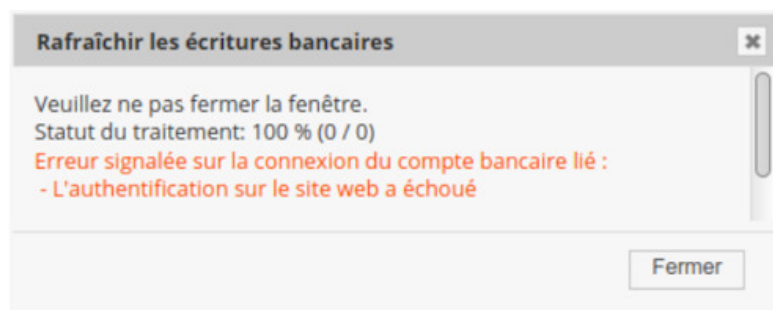 Rafraîchir les écritures bancaires
Veuillez ne pas fermer la fenêtre.
Statut du traitement: 100 % (0 / 0)
Erreur signalée sur la connexion du compte bancaire lié :
- L'authentification sur le site web a échoué
Fermer